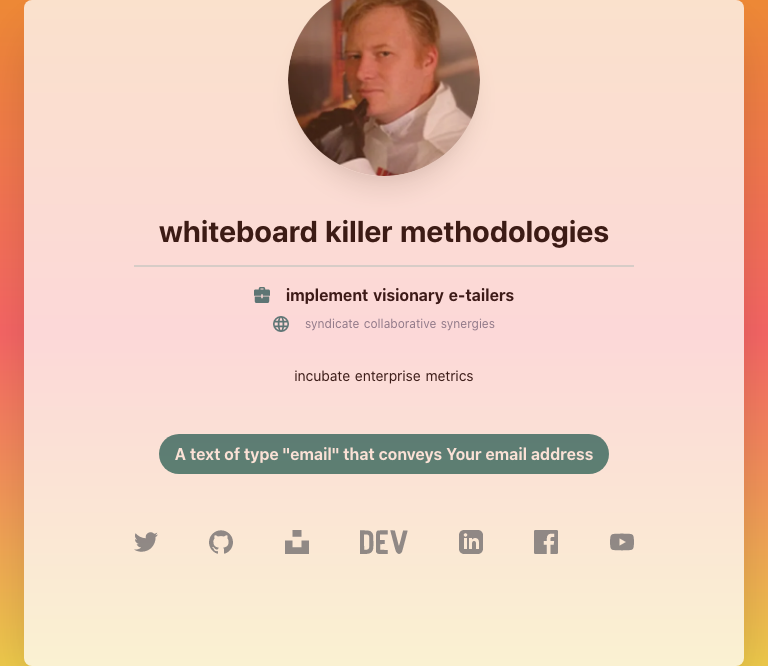 whiteboard killer methodologies
implement visionary e-tailers
syndicate collaborative synergies
incubate enterprise metrics
A text of type "email" that conveys Your email address
DEV
in